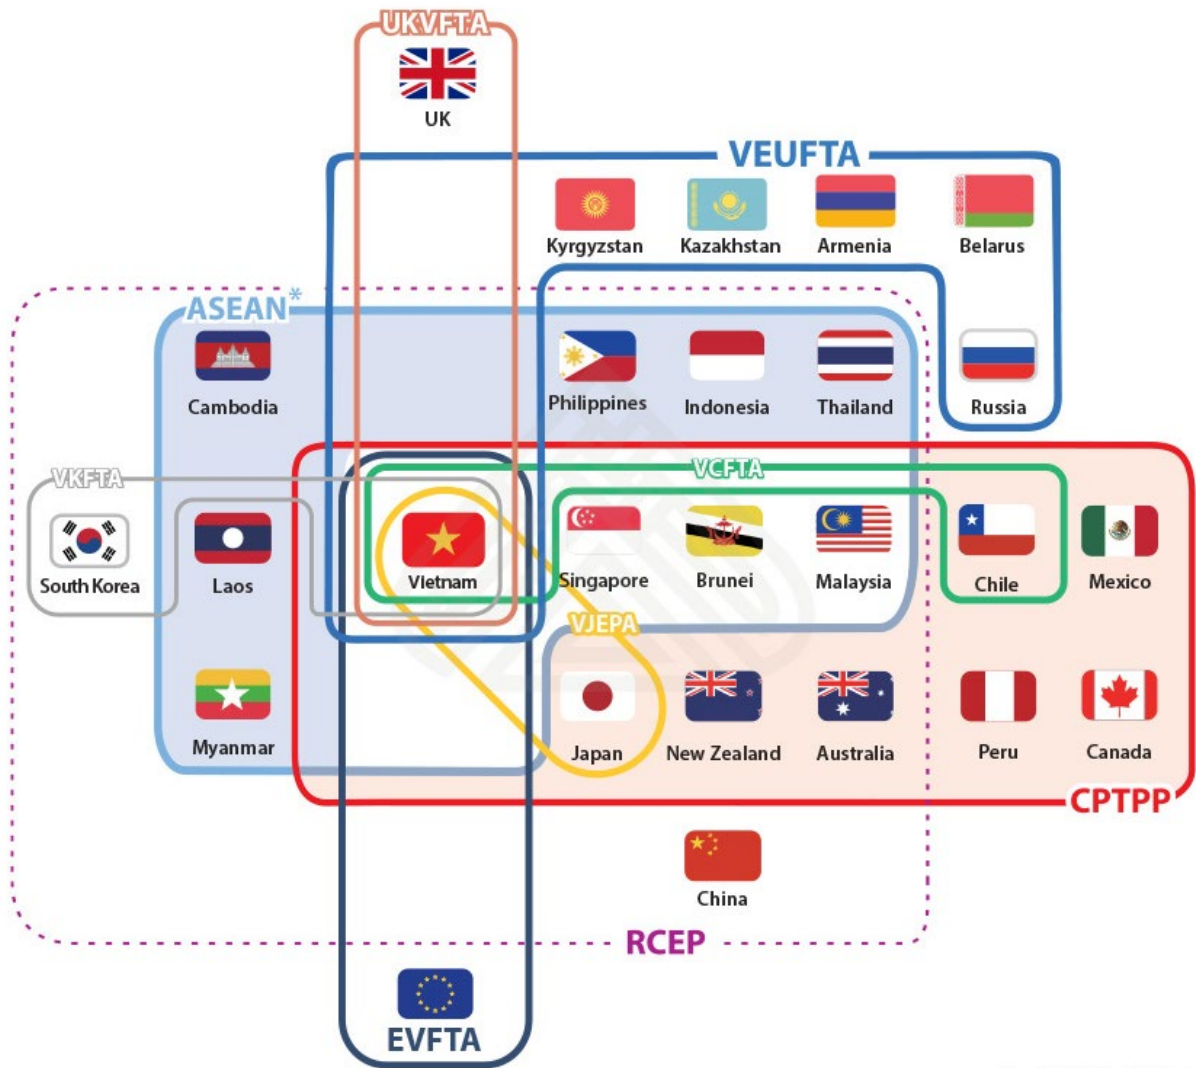 UKVFTA
UK
VEUFTA
Kyrgyzstan Kazakhstan Armenia Belarus
ASEAN*
Cambodia Philippines Indonesia Thailand Russia
VKFTA VCFTA
South Korea Laos Vietnam Singapore Brunei Malaysia Chile Mexico
VJEPA
Myanmar Japan New Zealand Australia Peru Canada
CPTPP
China
RCEP
EVFTA